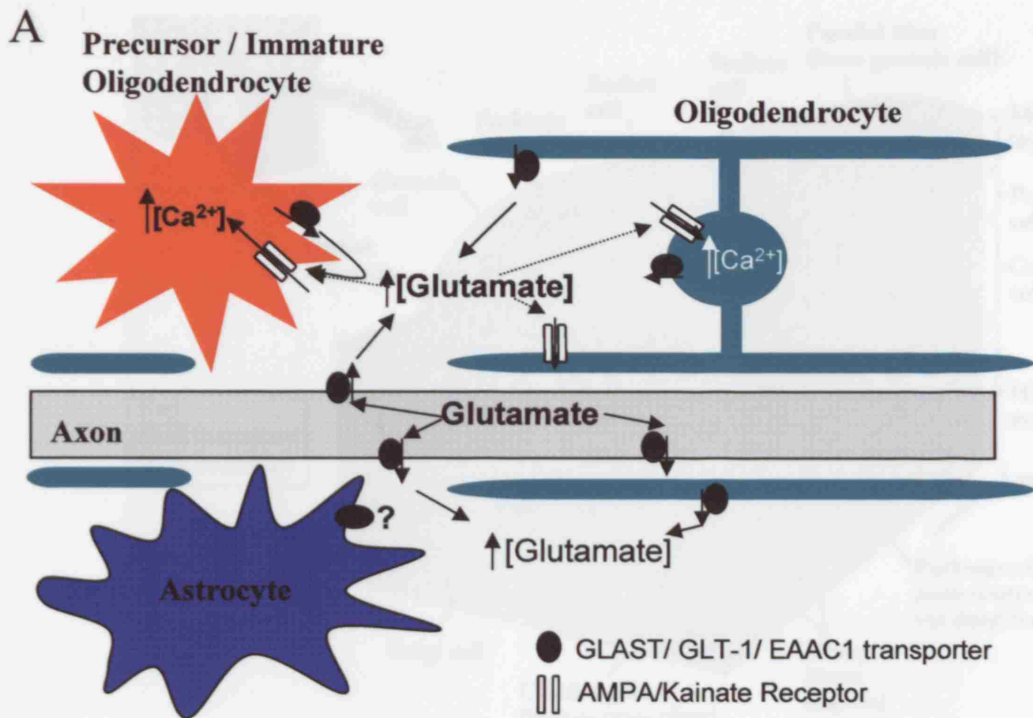 A
Precursor / Immature
Oligodendrocyte
Oligodendrocyte
[Ca²⁺]
[Ca²⁺]
[Glutamate]
Glutamate
Axon
?
[Glutamate]
Astrocyte
GLAST/ GLT-1/ EAAC1 transporter
AMPA/Kainate Receptor